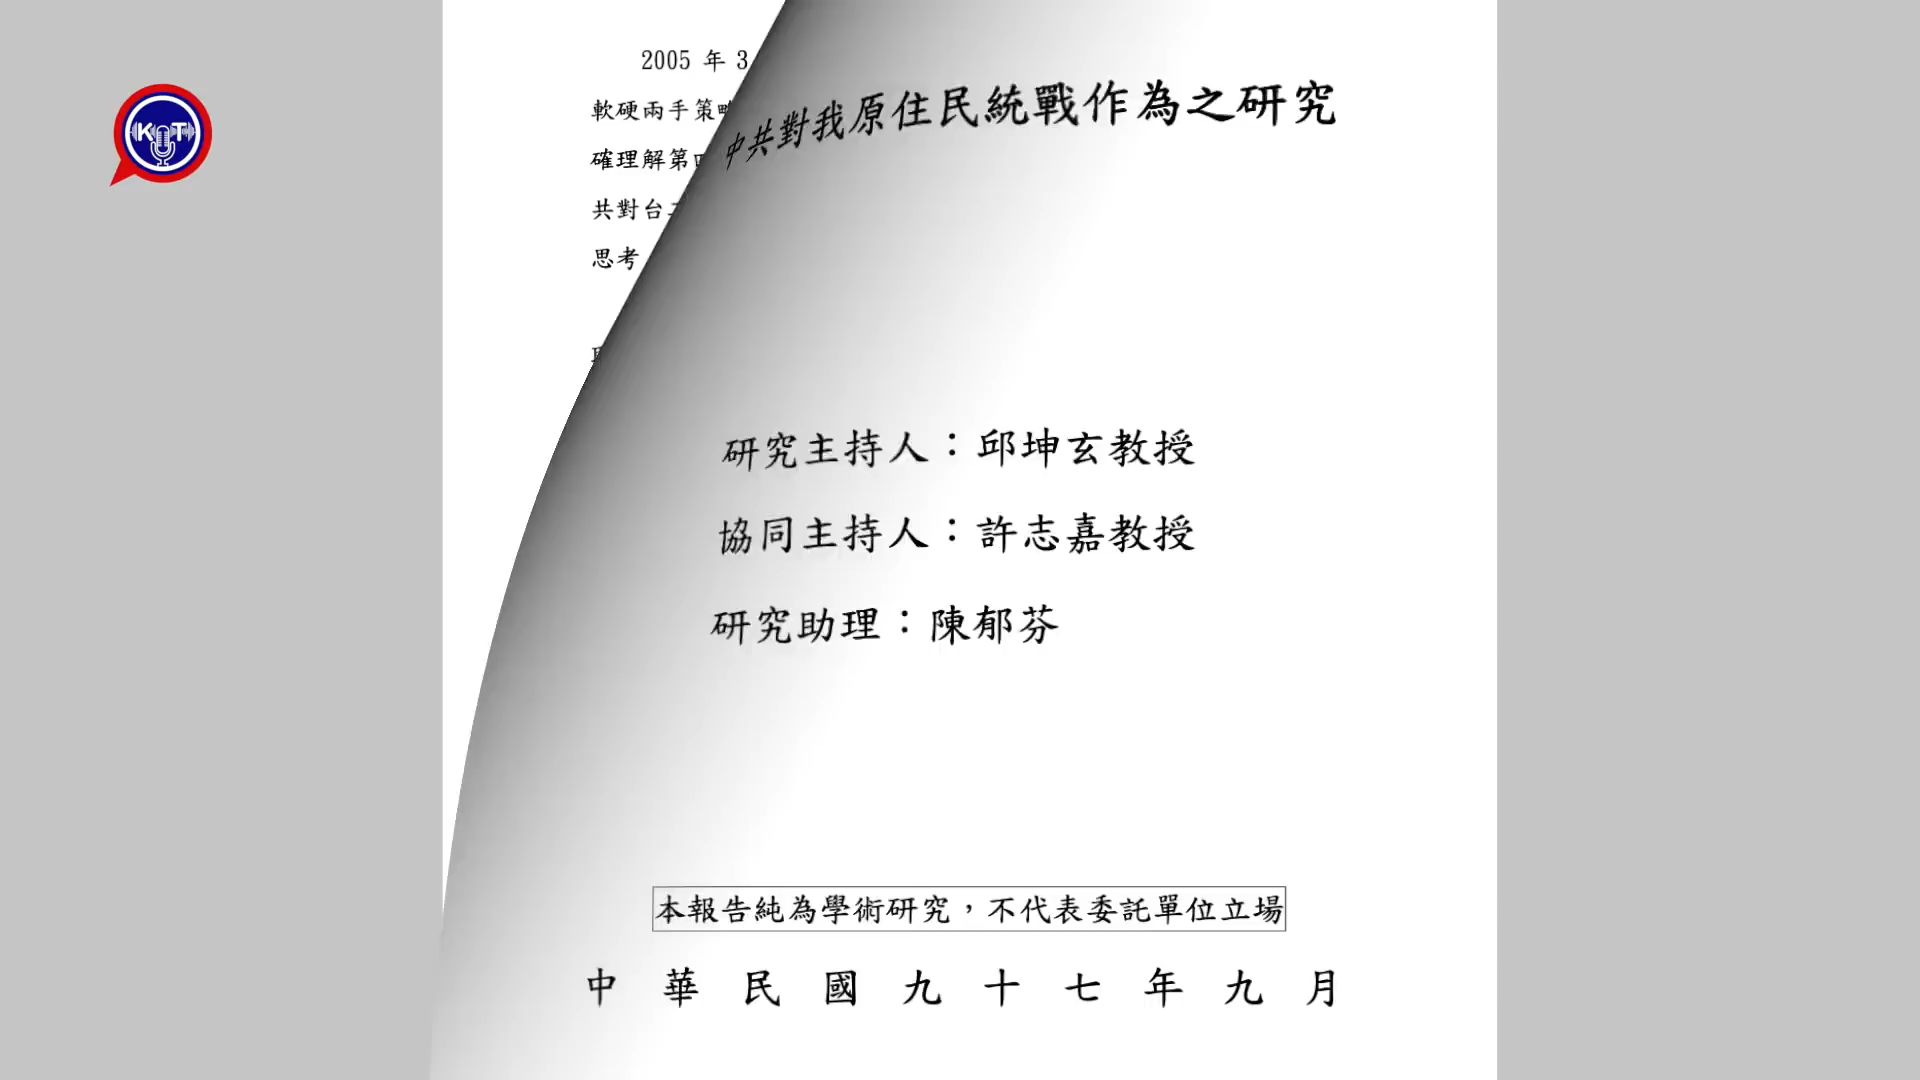 KT
2005 年 3
軟硬兩手策
確理解第
共對台
思考
中共對我原住民統戰作為之研究
研究主持人：邱坤玄教授
協同主持人：許志嘉教授
研究助理：陳郁芬
本報告純為學術研究，不代表委託單位立場
中華民國九十七年九月